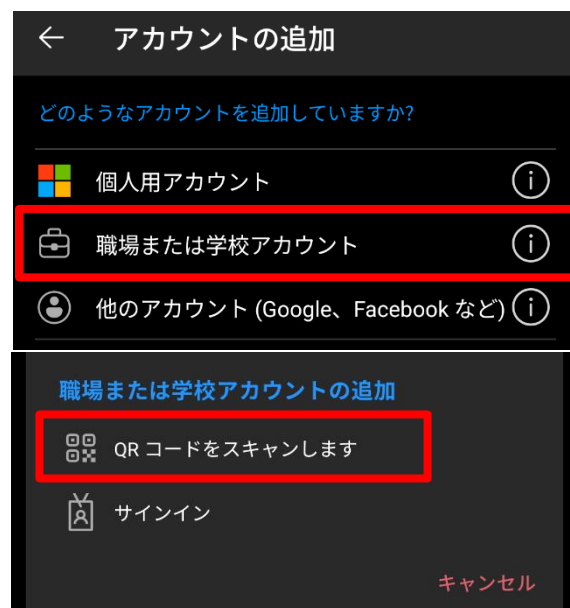 アカウントの追加
どのようなアカウントを追加していますか?
個人用アカウント
職場または学校アカウント
他のアカウント (Google、Facebook など)
職場または学校アカウントの追加
QR コードをスキャンします
サインイン
キャンセル